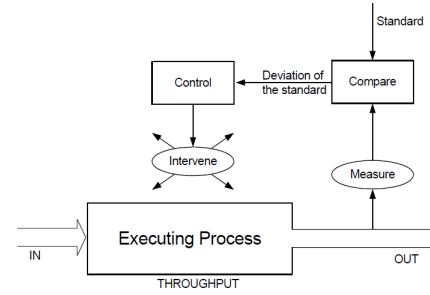 Standard
Control
Deviation of
the standard
Compare
Intervene
Measure
Executing Process
IN
OUT
THROUGHPUT